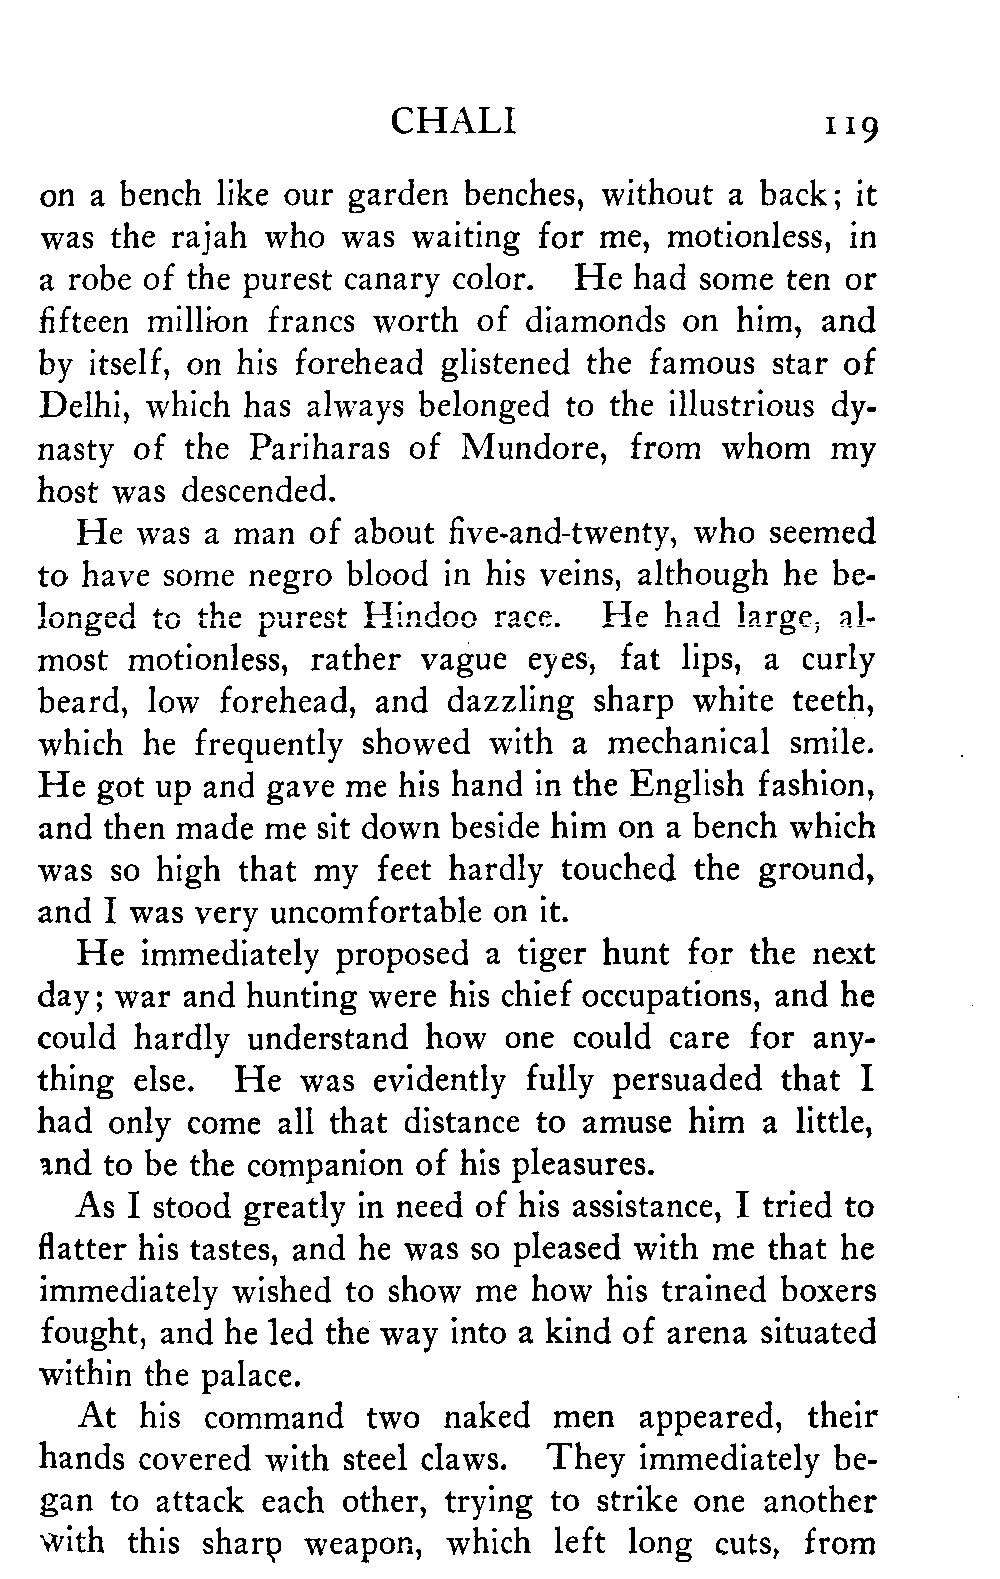 CHALI 119
on a bench like our garden benches, without a back; it
was the rajah who was waiting for me, motionless, in
a robe of the purest canary color. He had some ten or
fifteen million francs worth of diamonds on him, and
by itself, on his forehead glistened the famous star of
Delhi, which has always belonged to the illustrious dy-
nasty of the Pariharas of Mundore, from whom my
host was descended.
He was a man of about five-and-twenty, who seemed
to have some negro blood in his veins, although he be-
longed to the purest Hindoo race. He had large, al-
most motionless, rather vague eyes, fat lips, a curly
beard, low forehead, and dazzling sharp white teeth,
which he frequently showed with a mechanical smile.
He got up and gave me his hand in the English fashion,
and then made me sit down beside him on a bench which
was so high that my feet hardly touched the ground,
and I was very uncomfortable on it.
He immediately proposed a tiger hunt for the next
day; war and hunting were his chief occupations, and he
could hardly understand how one could care for any-
thing else. He was evidently fully persuaded that I
had only come all that distance to amuse him a little,
and to be the companion of his pleasures.
As I stood greatly in need of his assistance, I tried to
flatter his tastes, and he was so pleased with me that he
immediately wished to show me how his trained boxers
fought, and he led the way into a kind of arena situated
within the palace.
At his command two naked men appeared, their
hands covered with steel claws. They immediately be-
gan to attack each other, trying to strike one another
with this sharp weapon, which left long cuts, from